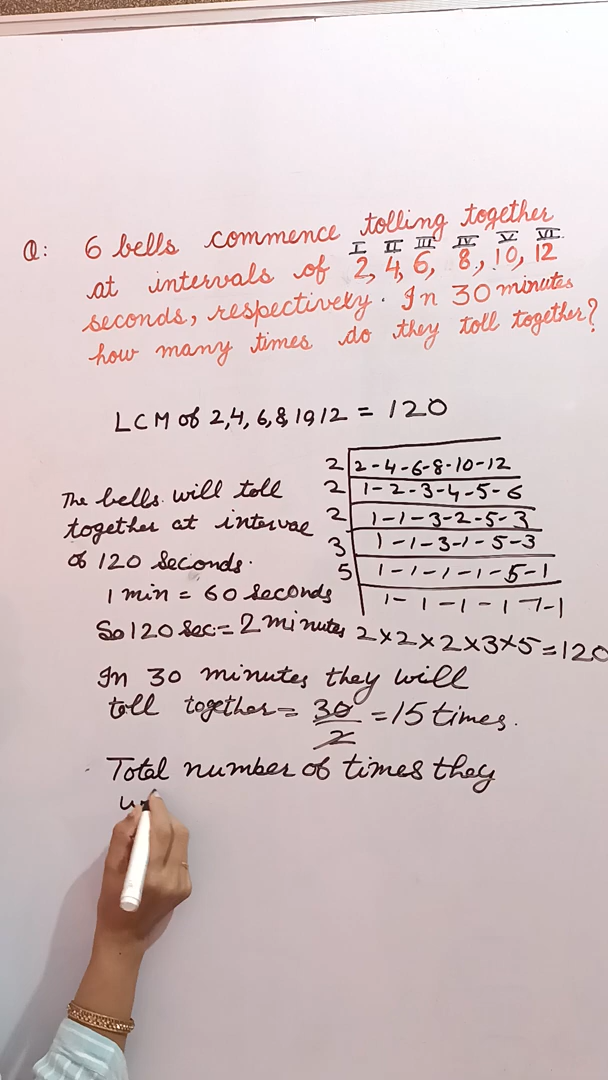 Q: 6 bells commence tolling together
I II III IV V VI
at intervals of 2, 4, 6, 8, 10, 12
seconds, respectively. In 30 minutes
how many times do they toll together?
LCM of 2,4,6,8,10,12 = 120
2 | 2-4-6-8-10-12
2 | 1-2-3-4-5-6
2 | 1-1-3-2-5-3
3 | 1-1-3-1-5-3
5 | 1-1-1-1-5-1
1-1-1-1-1-1
2×2×2×3×5=120
The bells will toll
together at interval
of 120 seconds.
1 min = 60 seconds
So 120 sec = 2 minutes
In 30 minutes they will
toll together = 30/2 = 15 times.
Total number of times they